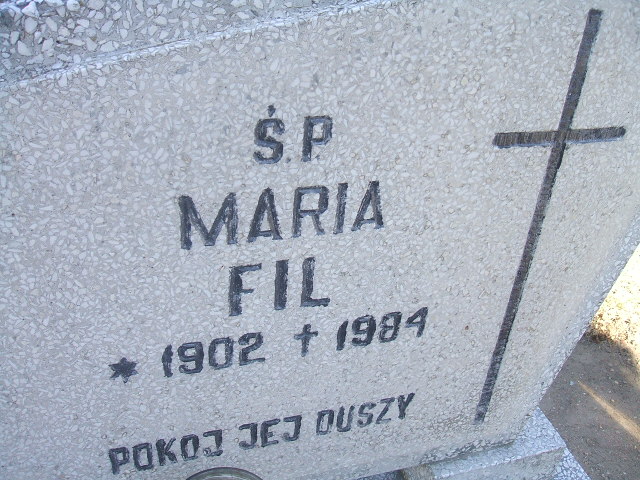 Ś.P.
MARIA
FIL
* 1902 † 1984
POKOJ JEJ DUSZY